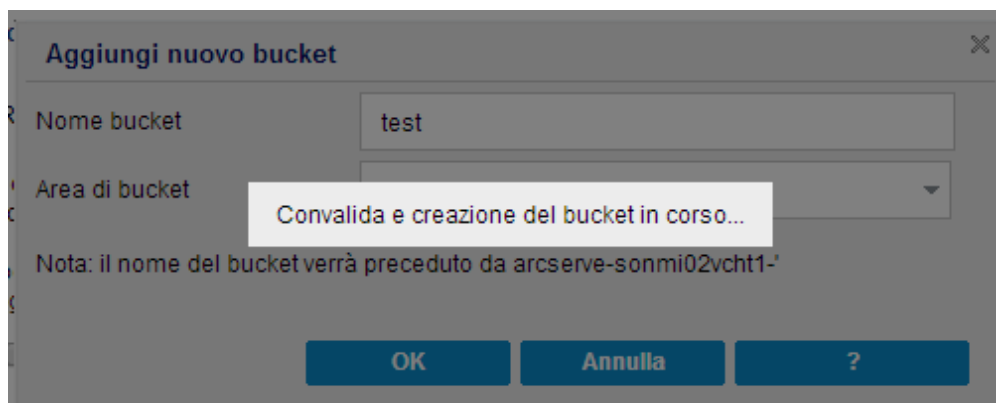 Aggiungi nuovo bucket
Nome bucket test
Area di bucket
Convalida e creazione del bucket in corso...
Nota: il nome del bucket verrà preceduto da arcserve-sonmi02vcht1-'
OK Annulla ?